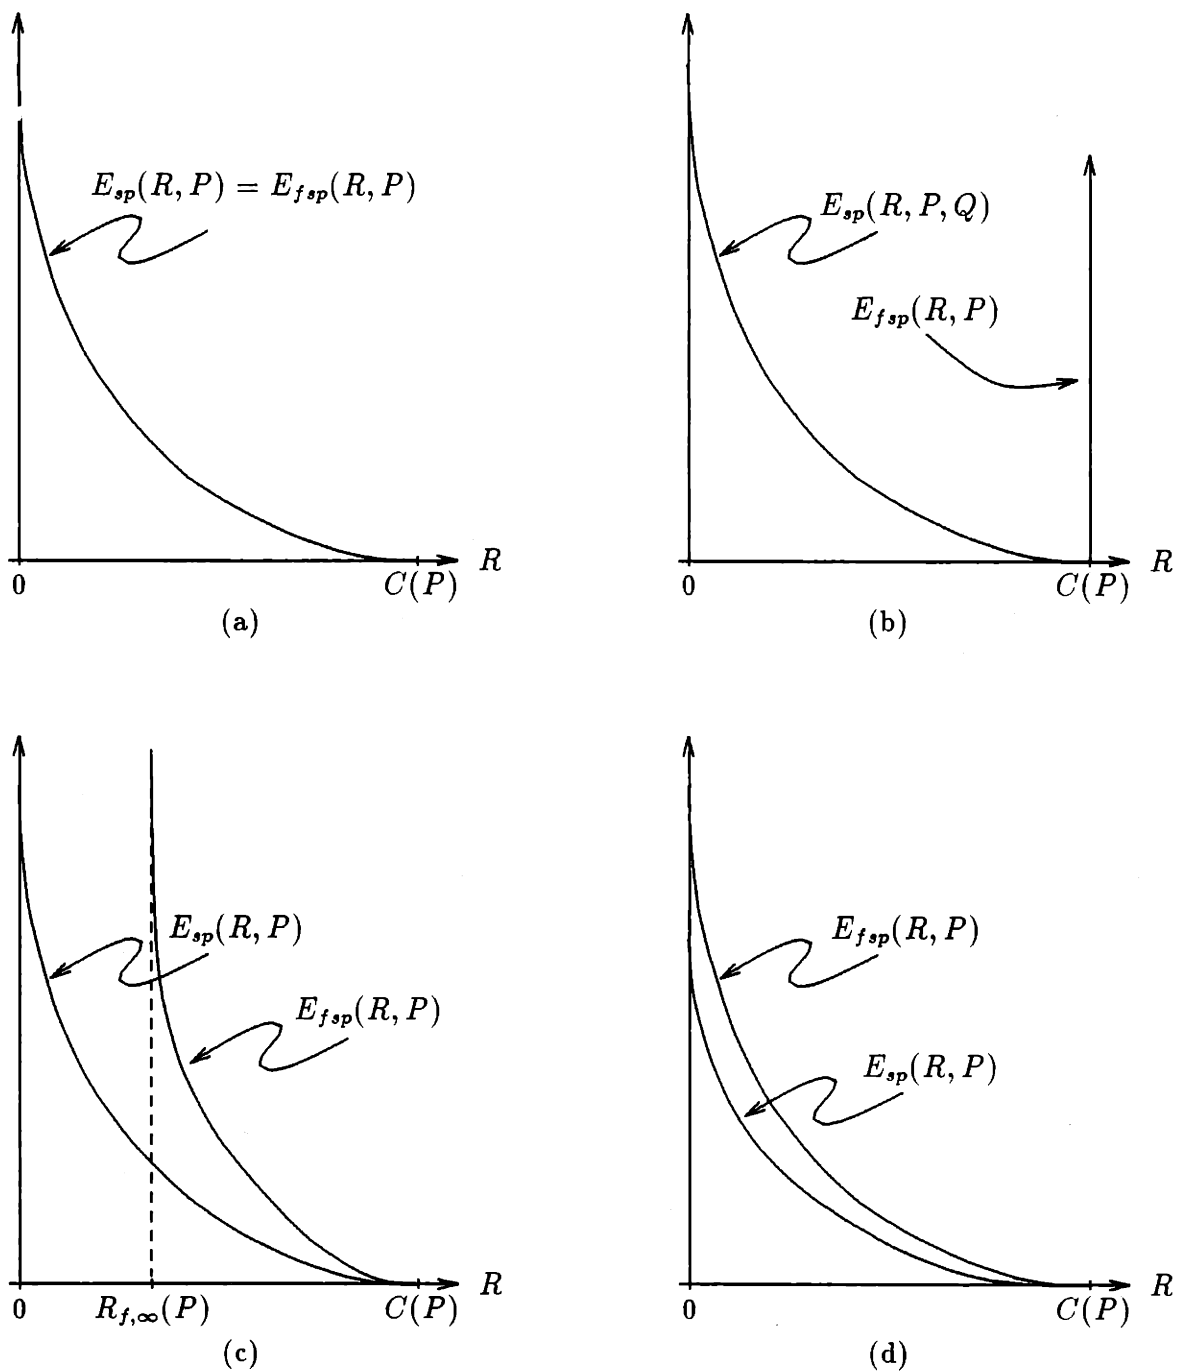 E_{sp}(R, P) = E_{fsp}(R, P)
R
0
C(P)
(a)
E_{sp}(R, P, Q)
E_{fsp}(R, P)
R
0
C(P)
(b)
E_{sp}(R, P)
E_{fsp}(R, P)
R
0
R_{f,∞}(P)
C(P)
(c)
E_{fsp}(R, P)
E_{sp}(R, P)
R
0
C(P)
(d)